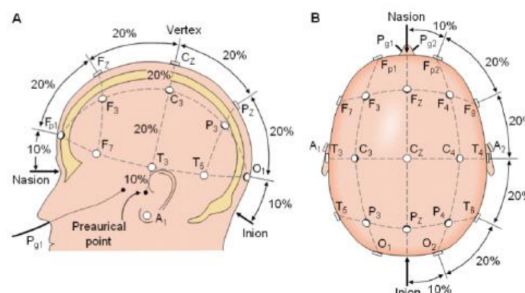 A
Vertex
20%
20%
Fz
Cz
20%
20%
20%
F3
C3
Pz
20%
Fp1
20%
P3
F7
10%
T3
T5
O1
Nasion
10%
10%
Preaurical
point
A1
Inion
Pg1
B
Nasion
10%
Pg1
Pg2
20%
Fp1
Fp2
F7
F3
Fz
F4
F8
20%
A1
T3
C3
Cz
C4
T4
A2
20%
T5
P3
Pz
P4
T6
O1
O2
20%
Inion
10%